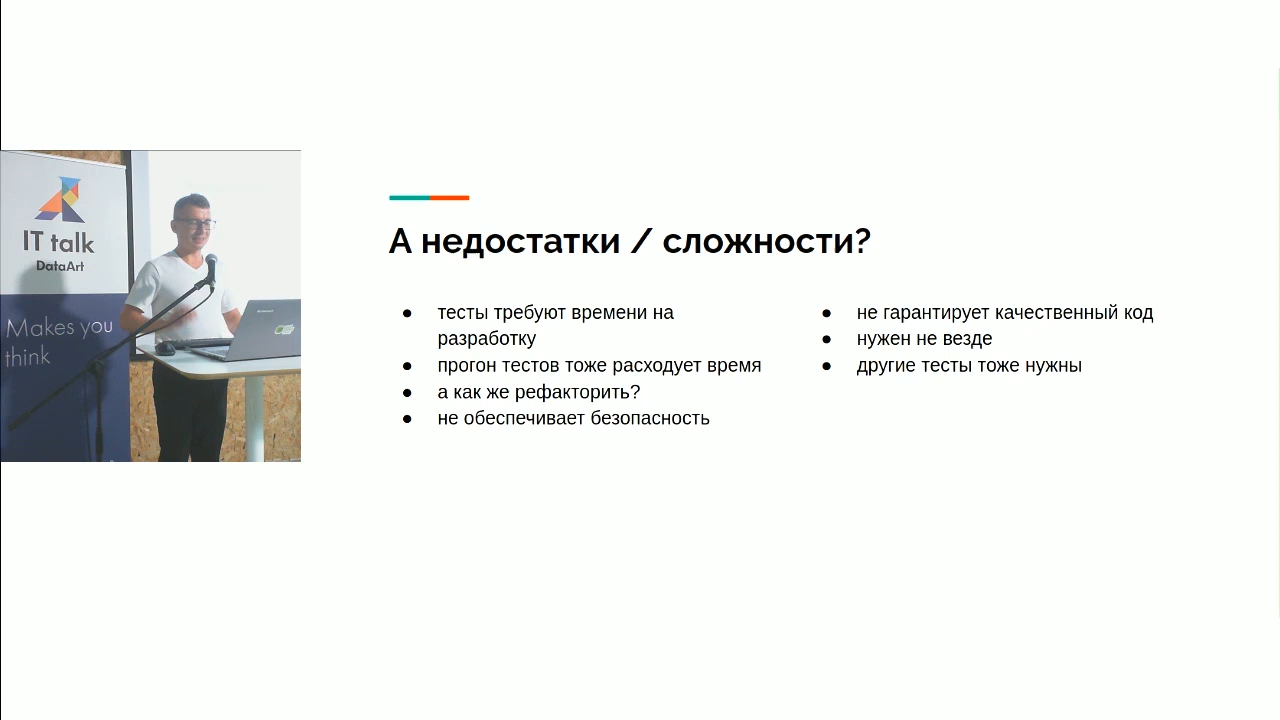 IT talk
DataArt
Makes you
think
А недостатки / сложности?
● тесты требуют времени на
разработку
● прогон тестов тоже расходует время
● а как же рефакторить?
● не обеспечивает безопасность
● не гарантирует качественный код
● нужен не везде
● другие тесты тоже нужны